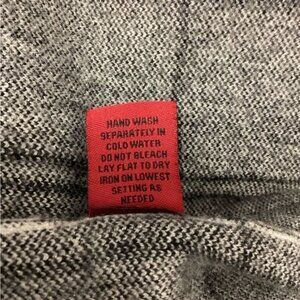 HAND WASH
SEPARATELY IN
COLD WATER
DO NOT BLEACH
LAY FLAT TO DRY
IRON ON LOWEST
SETTING AS
NEEDED